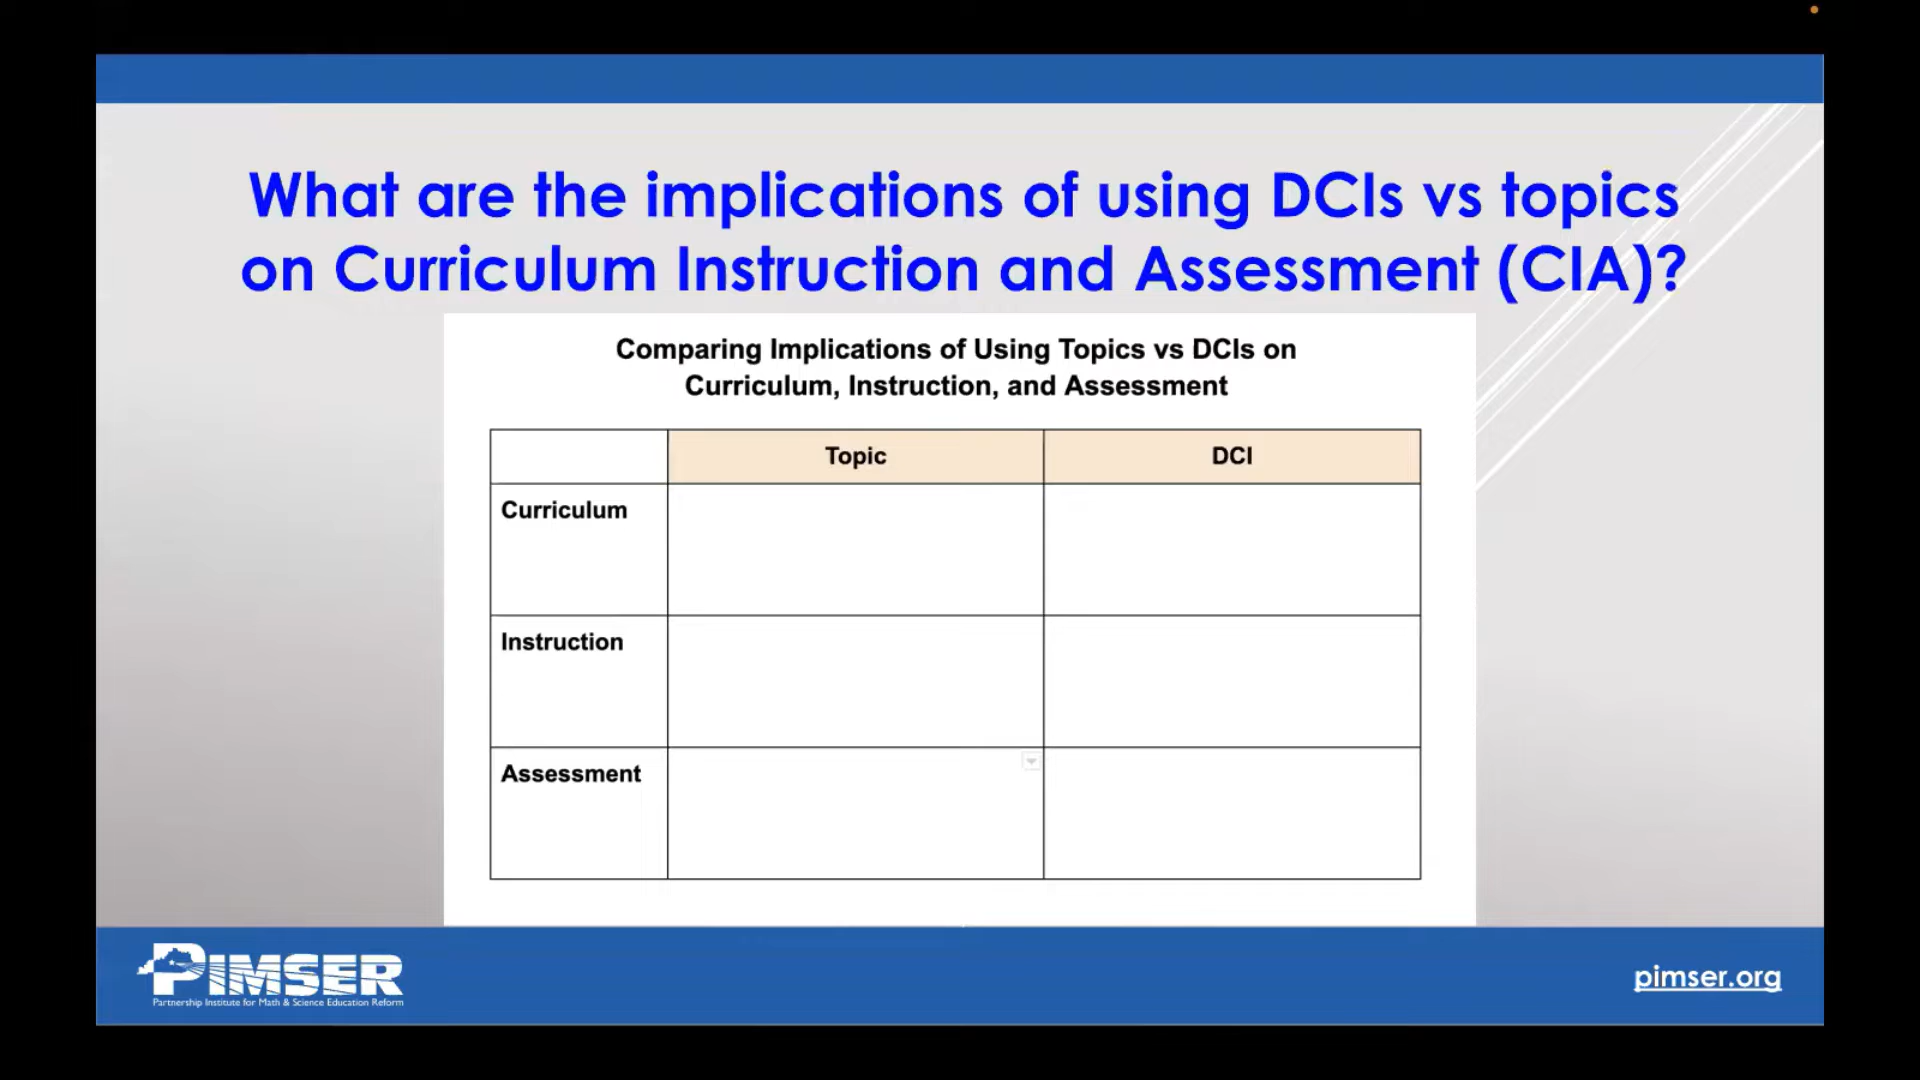 What are the implications of using DCIs vs topics
on Curriculum Instruction and Assessment (CIA)?
Comparing Implications of Using Topics vs DCIs on
Curriculum, Instruction, and Assessment
Topic DCI
Curriculum
Instruction
Assessment
PIMSER
Partnership Institute for Math & Science Education Reform
pimser.org